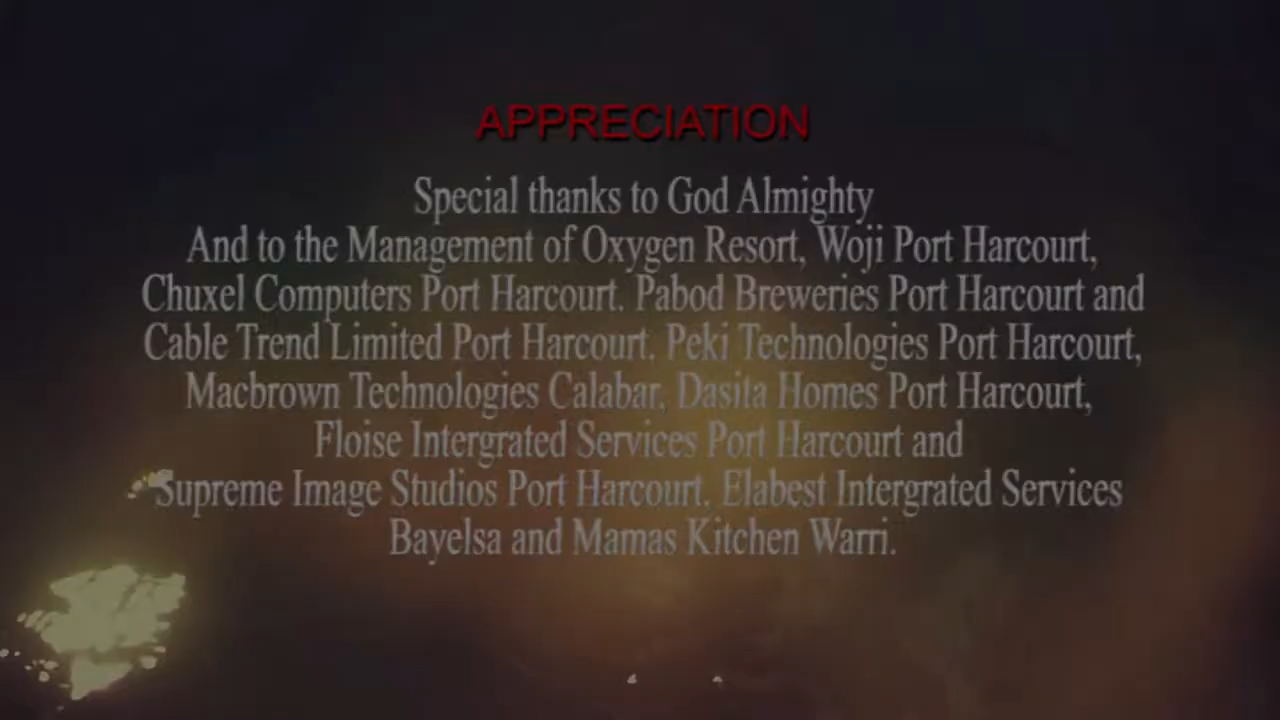 APPRECIATION
Special thanks to God Almighty
And to the Management of Oxygen Resort, Woji Port Harcourt,
Chuxel Computers Port Harcourt. Pabod Breweries Port Harcourt and
Cable Trend Limited Port Harcourt. Peki Technologies Port Harcourt,
Macbrown Technologies Calabar, Dasita Homes Port Harcourt,
Floise Intergrated Services Port Harcourt and
Supreme Image Studios Port Harcourt. Elabest Intergrated Services
Bayelsa and Mamas Kitchen Warri.